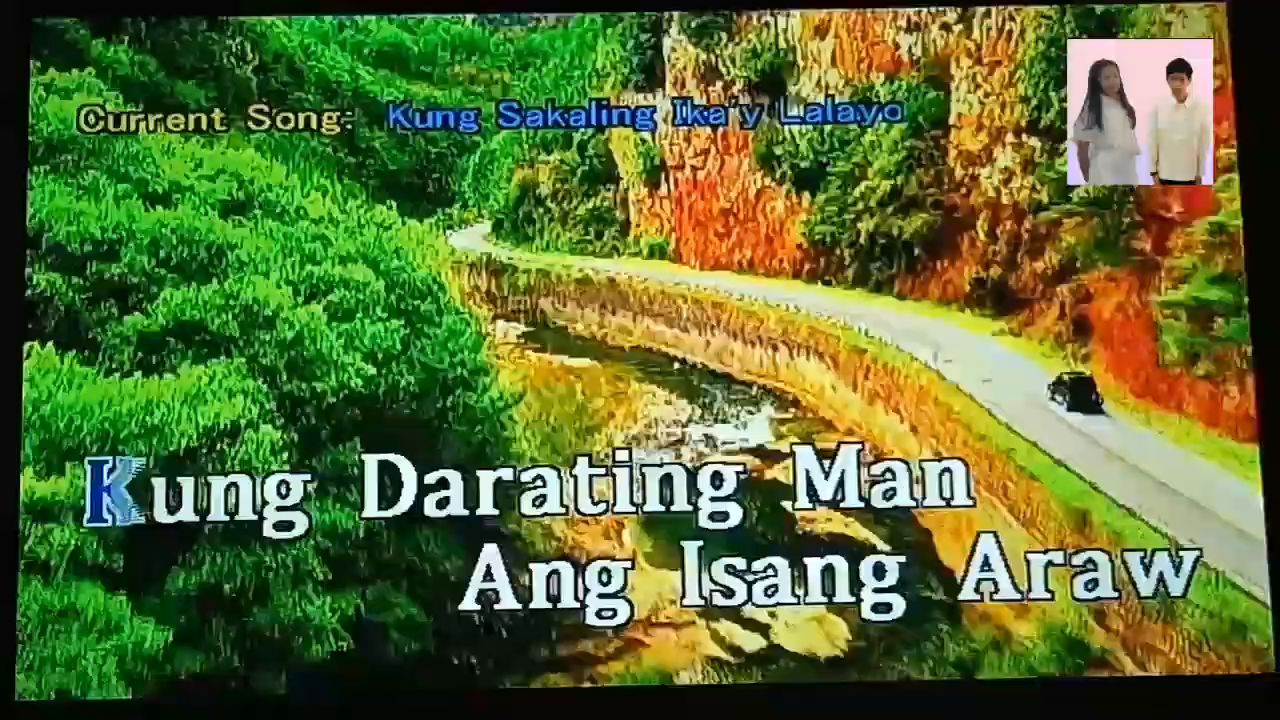 Current Song: Kung Sakaling Ika'y Lalayo
Kung Darating Man
Ang Isang Araw